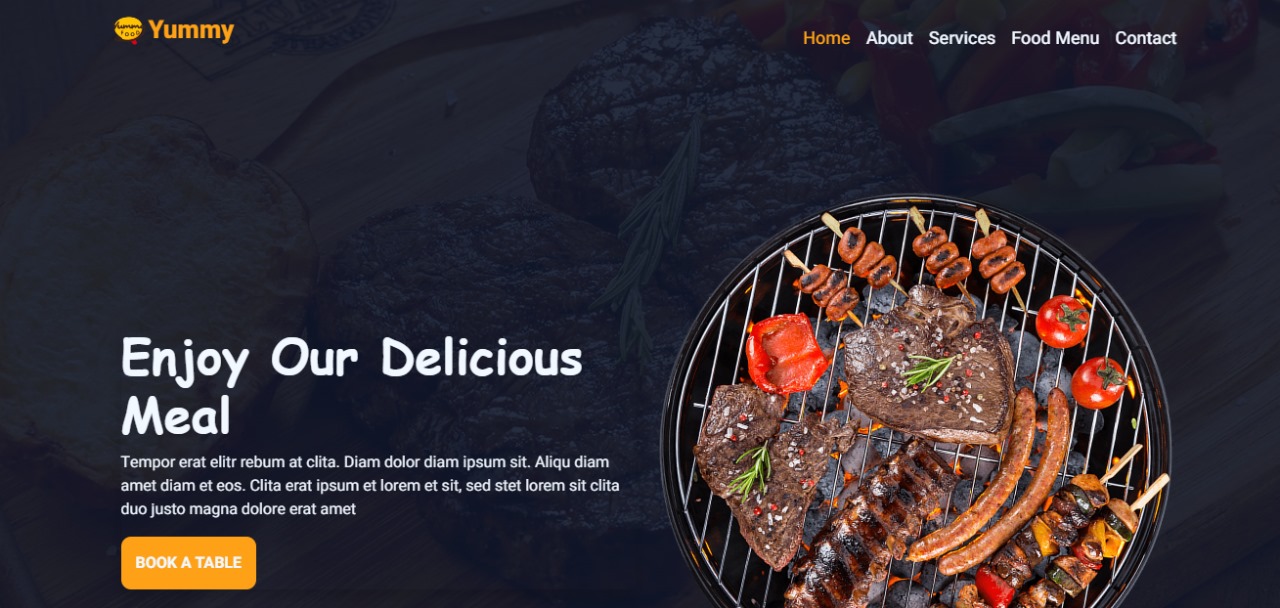 Yummy
FOOD
Yummy
Home About Services Food Menu Contact
Enjoy Our Delicious
Meal
Tempor erat elitr rebum at clita. Diam dolor diam ipsum sit. Aliqu diam
amet diam et eos. Clita erat ipsum et lorem et sit, sed stet lorem sit clita
duo justo magna dolore erat amet
BOOK A TABLE